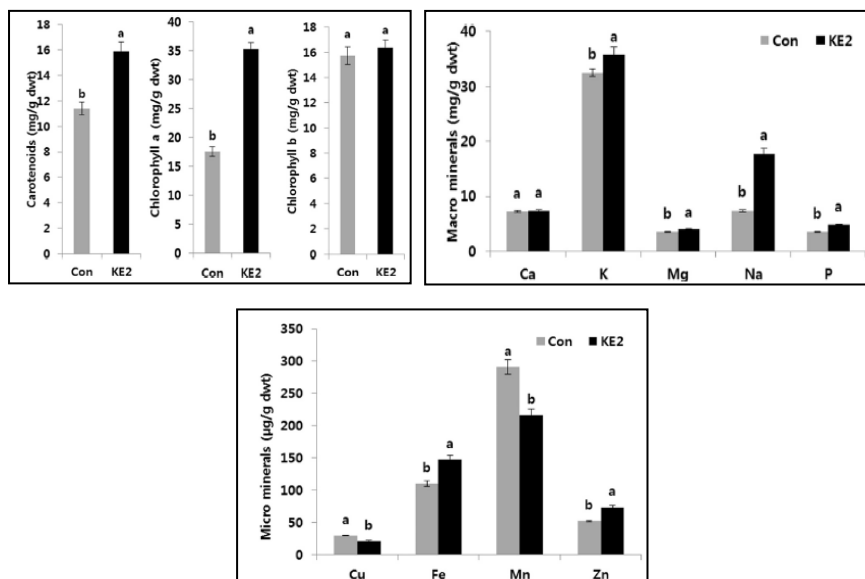 Carotenoids (mg/g dwt)
18
16
14
12
10
8
6
4
2
0
b
a
Con KE2
Chlorophyll a (mg/g dwt)
40
35
30
25
20
15
10
5
0
b
a
Con KE2
Chlorophyll b (mg/g dwt)
18
16
14
12
10
8
6
4
2
0
a
a
Con KE2
Macro minerals (mg/g dwt)
40
30
20
10
0
Con KE2
a a
b a
b a
b a
b a
Ca K Mg Na P
Micro minerals (µg/g dwt)
350
300
250
200
150
100
50
0
Con KE2
a b
b a
a b
b a
Cu Fe Mn Zn